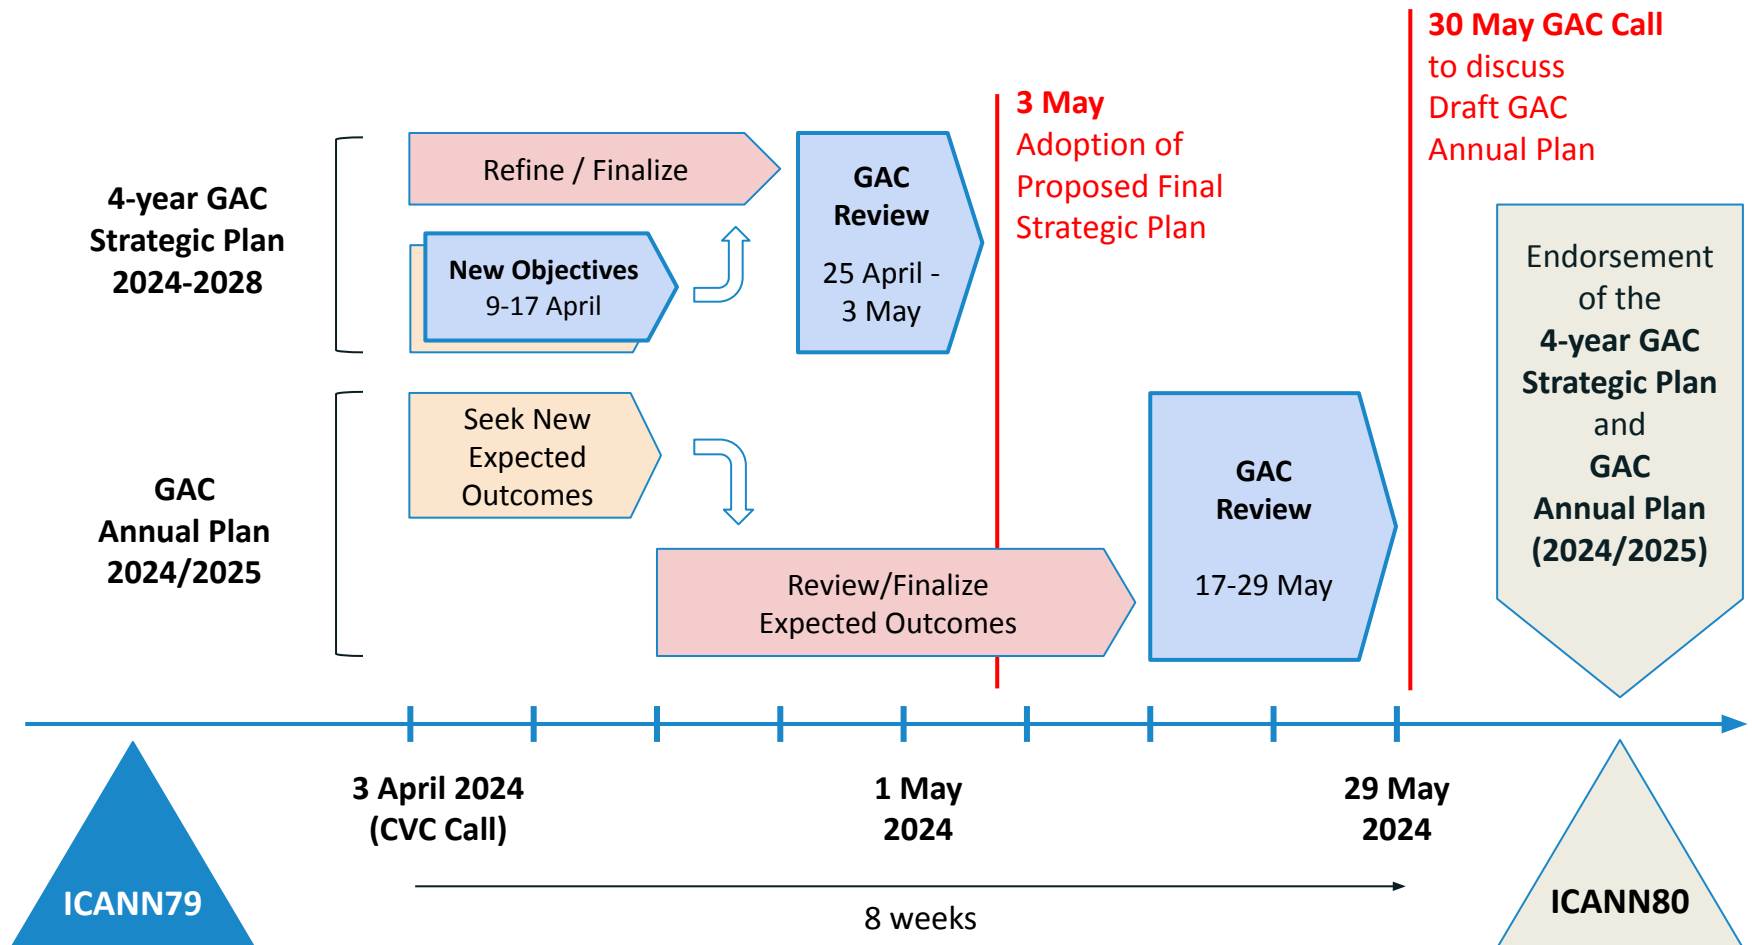 30 May GAC Call
to discuss
Draft GAC
Annual Plan
3 May
Adoption of
Proposed Final
Strategic Plan
4-year GAC
Strategic Plan
2024-2028
Refine / Finalize
New Objectives
9-17 April
GAC
Review
25 April -
3 May
Endorsement
of the
4-year GAC
Strategic Plan
and
GAC
Annual Plan
(2024/2025)
GAC
Annual Plan
2024/2025
Seek New
Expected
Outcomes
Review/Finalize
Expected Outcomes
GAC
Review
17-29 May
3 April 2024
(CVC Call)
1 May
2024
29 May
2024
ICANN79
8 weeks
ICANN80